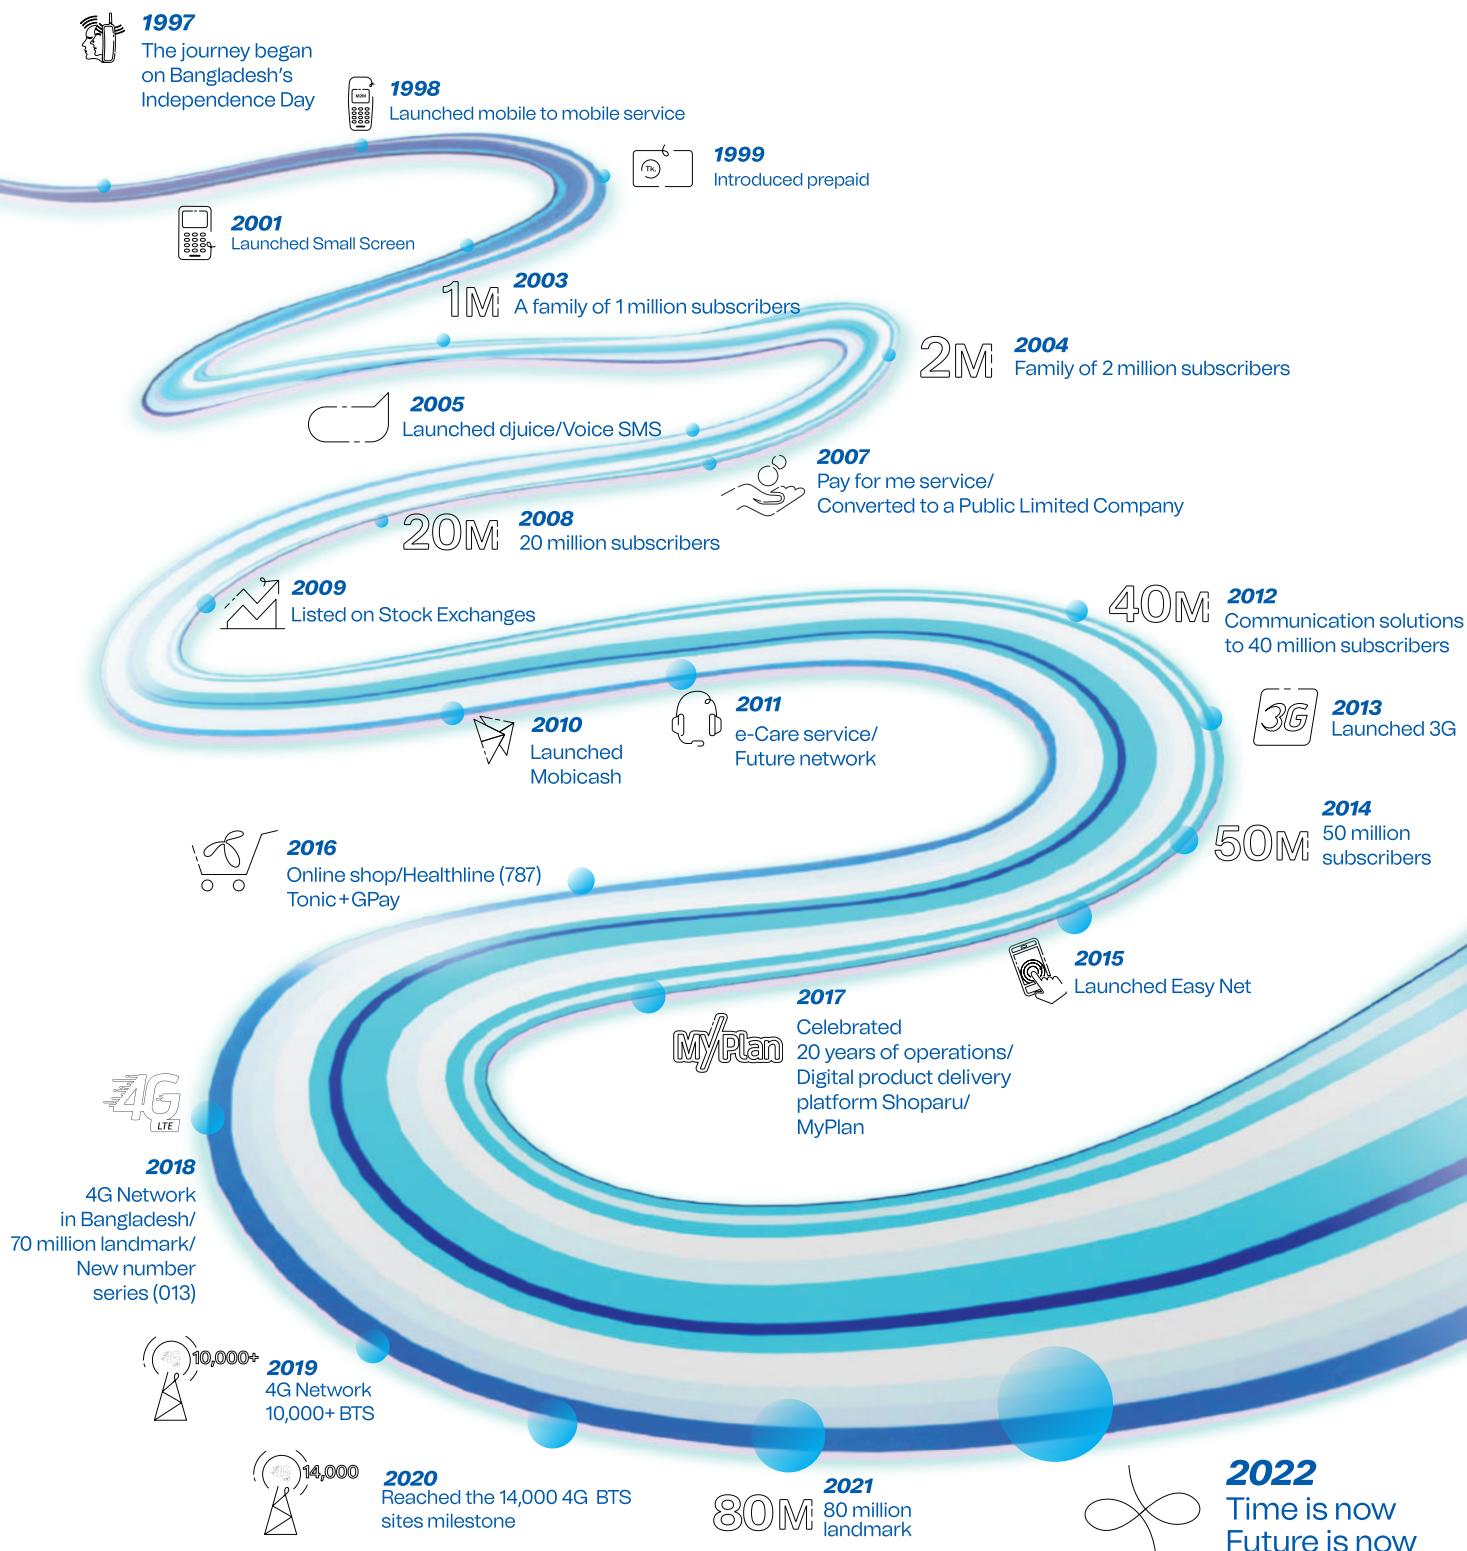 1997
The journey began
on Bangladesh's
Independence Day
M2M
1998
Launched mobile to mobile service
Tk.
1999
Introduced prepaid
2001
Launched Small Screen
1M
2003
A family of 1 million subscribers
2M
2004
Family of 2 million subscribers
2005
Launched djuice/Voice SMS
2007
Pay for me service/
Converted to a Public Limited Company
20M
2008
20 million subscribers
2009
Listed on Stock Exchanges
2010
Launched
Mobicash
2011
e-Care service/
Future network
40M
2012
Communication solutions
to 40 million subscribers
3G
2013
Launched 3G
50M
2014
50 million
subscribers
2015
Launched Easy Net
2016
Online shop/Healthline (787)
Tonic+GPay
MyPlan
2017
Celebrated
20 years of operations/
Digital product delivery
platform Shoparu/
MyPlan
4G
LTE
2018
4G Network
in Bangladesh/
70 million landmark/
New number
series (013)
4G
10,000+
2019
4G Network
10,000+ BTS
4G
14,000
2020
Reached the 14,000 4G BTS
sites milestone
80M
2021
80 million
landmark
2022
Time is now
Future is now